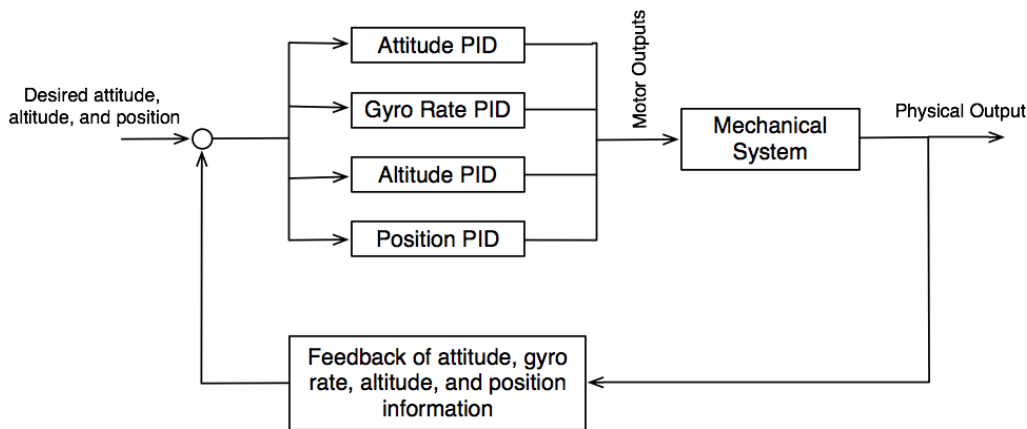 Attitude PID
Desired attitude,
altitude, and position
Gyro Rate PID
Altitude PID
Position PID
Motor Outputs
Mechanical
System
Physical Output
Feedback of attitude, gyro
rate, altitude, and position
information